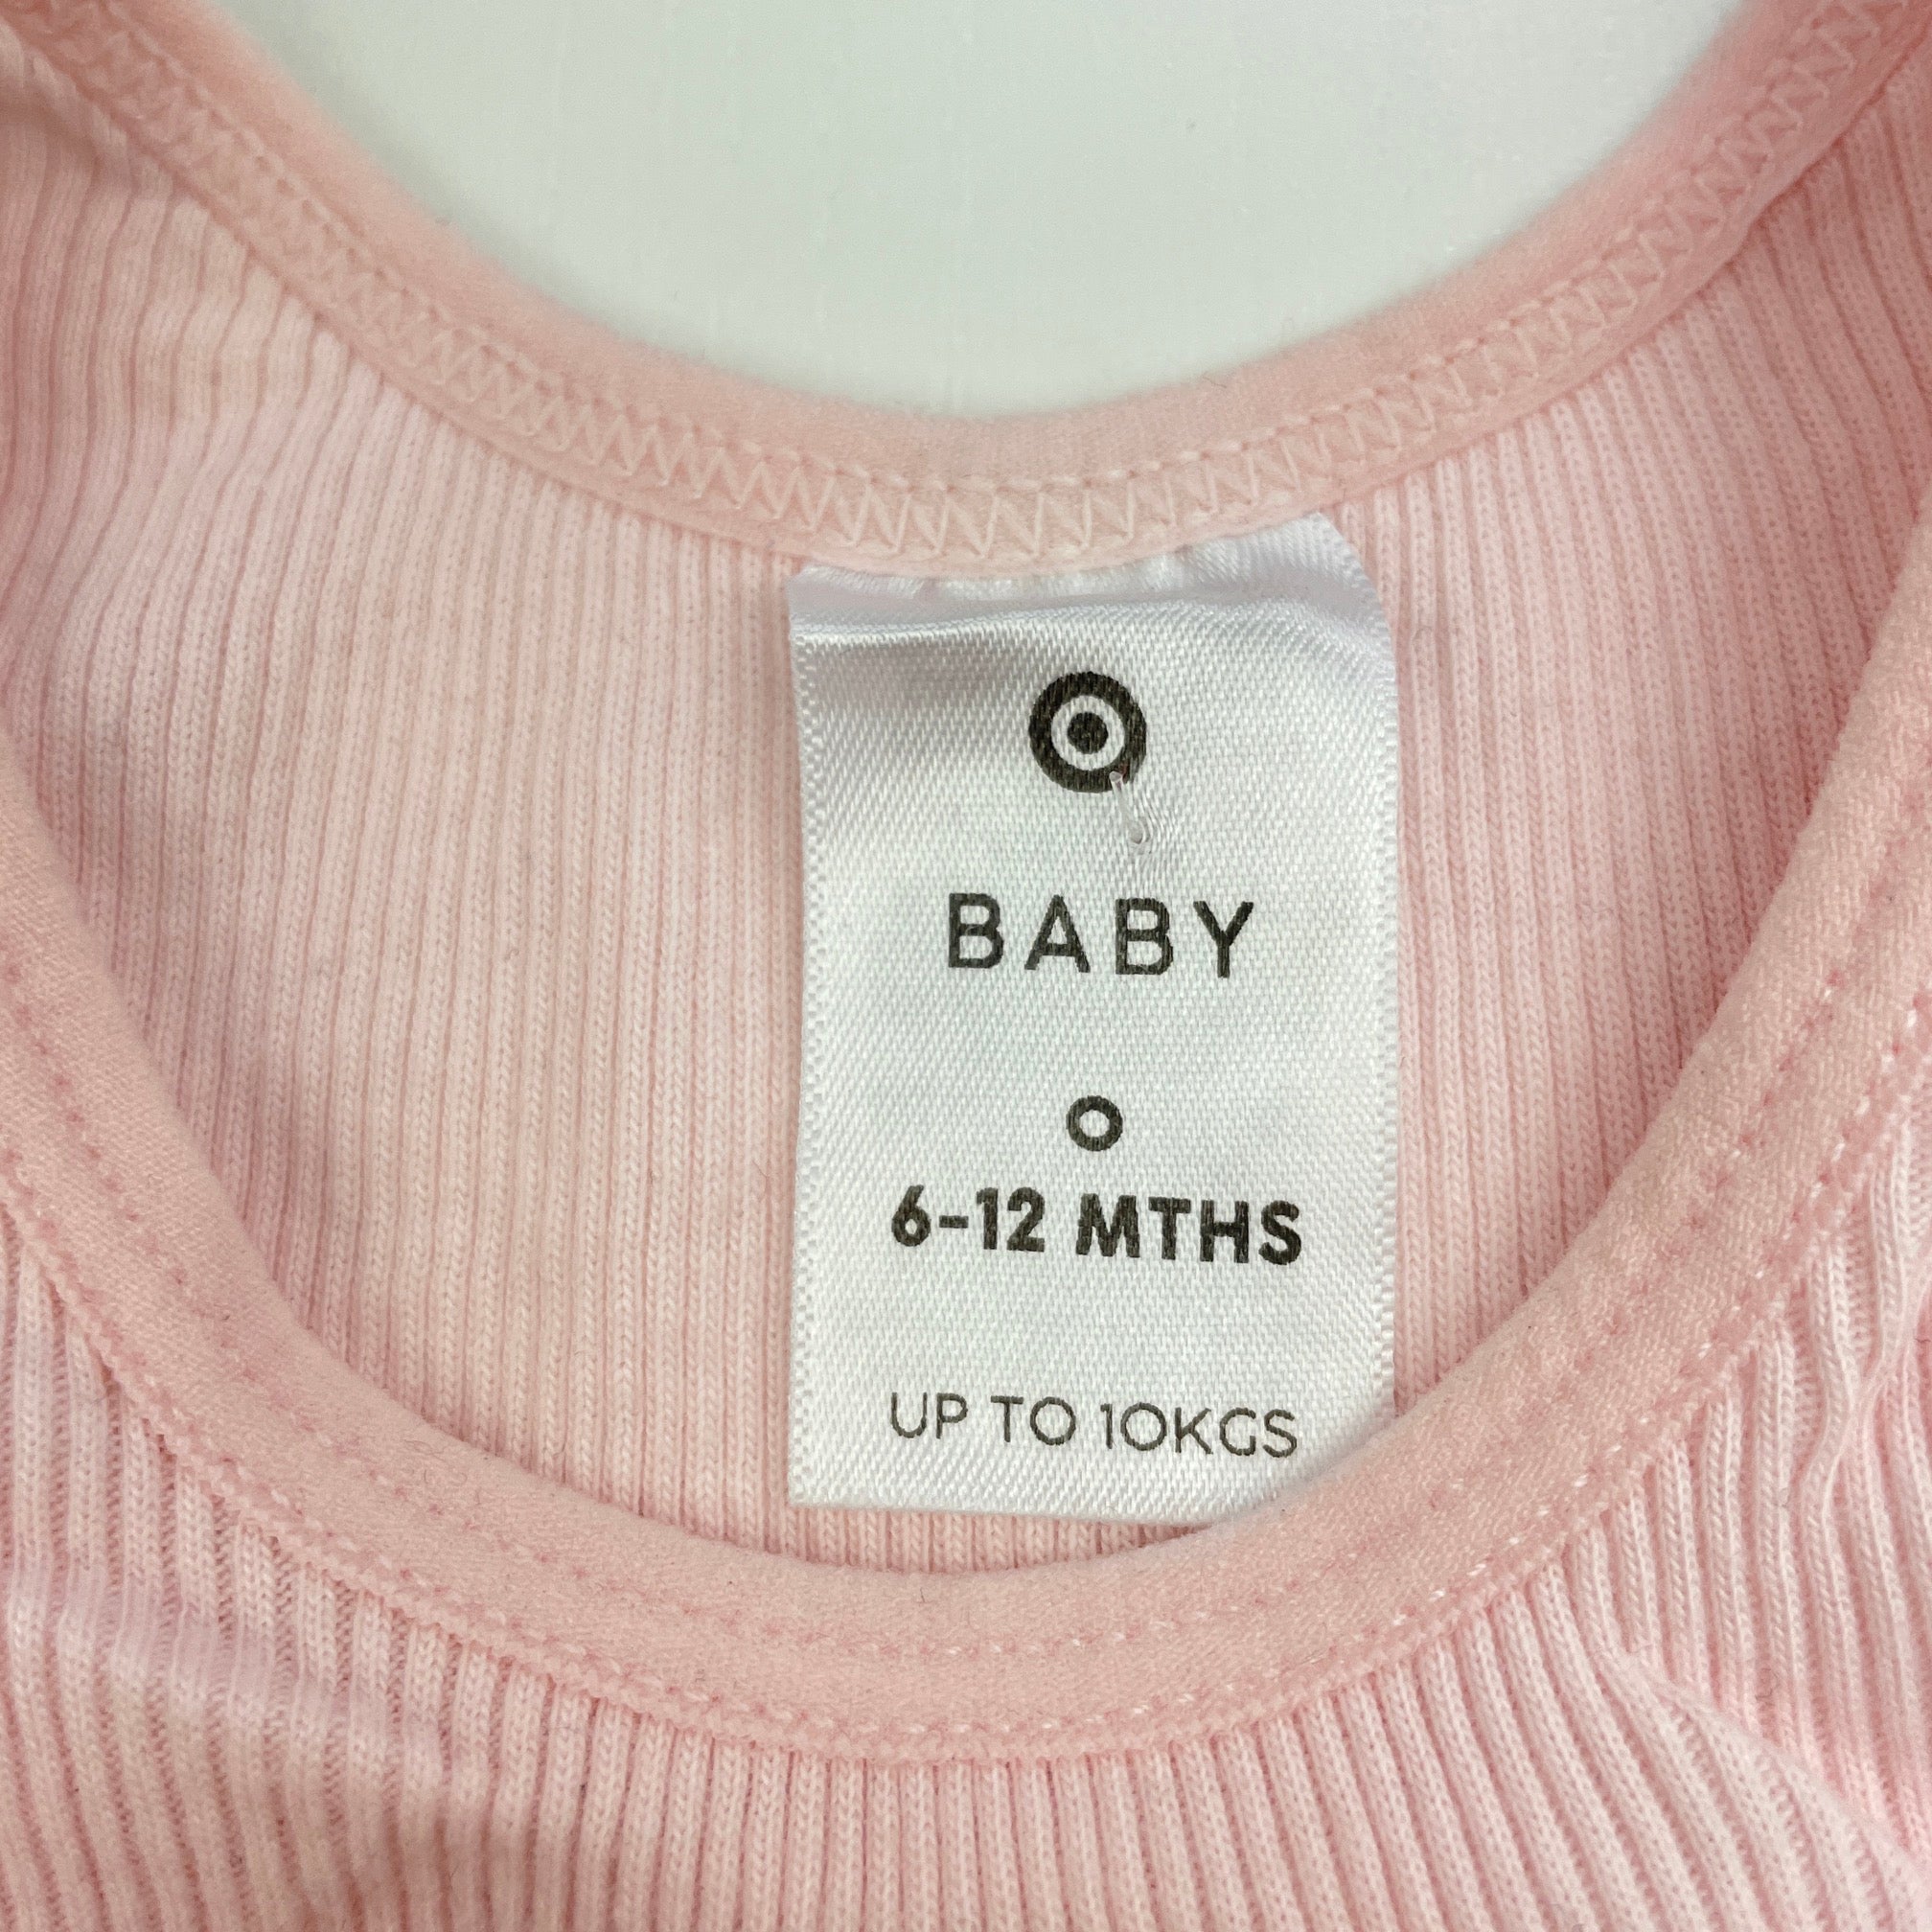 BABY
0
6-12 MTHS
UP TO 10KGS